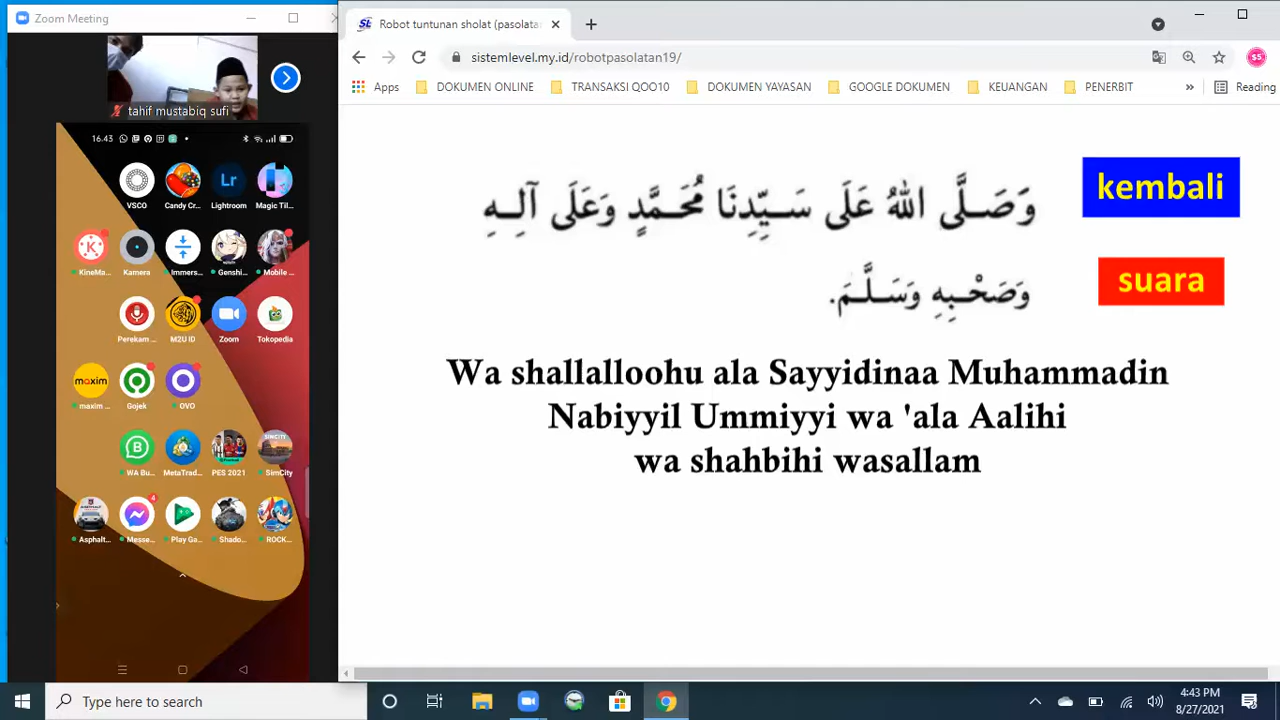 Zoom Meeting
tahif mustabiq sufi
16.43
VSCO
Candy Cr...
Lightroom
Magic Til...
KineMa...
Kamera
Immers...
Genshi...
Mobile ...
Perekam ...
M2U ID
Zoom
Tokopedia
maxim
maxim ...
Gojek
OVO
WA Bu...
MetaTrad...
PES 2021
SimCity
Asphalt...
4
Messe...
Play Ga...
Shado...
ROCK...
Robot tuntunan sholat (pasolata
sistemlevel.my.id/robotpasolatan19/
Apps
DOKUMEN ONLINE
TRANSAKSI QOO10
DOKUMEN YAYASAN
GOOGLE DOKUMEN
KEUANGAN
PENERBIT
»
Reading
وَصَلَّى اللهُ عَلَى سَيِّدِنَا مُحَمَّدٍ وَعَلَى آلِهِ
وَصَحْبِهِ وَسَلَّمَ.
kembali
suara
Wa shallalloohu ala Sayyidinaa Muhammadin
Nabiyyil Ummiyyi wa 'ala Aalihi
wa shahbihi wasallam
Type here to search
4:43 PM
8/27/2021